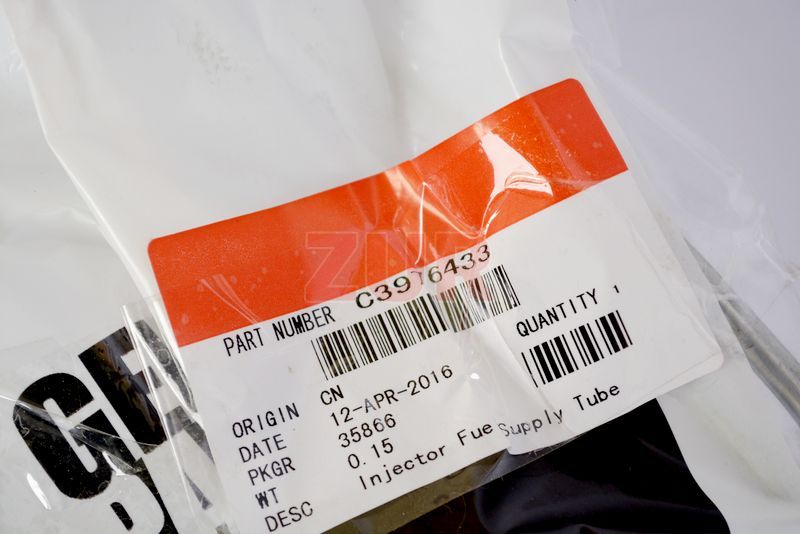 PART NUMBER C3976433
QUANTITY 1
ORIGIN CN
DATE 12-APR-2016
PKGR 35866
WT 0.15
DESC Injector Fue Supply Tube